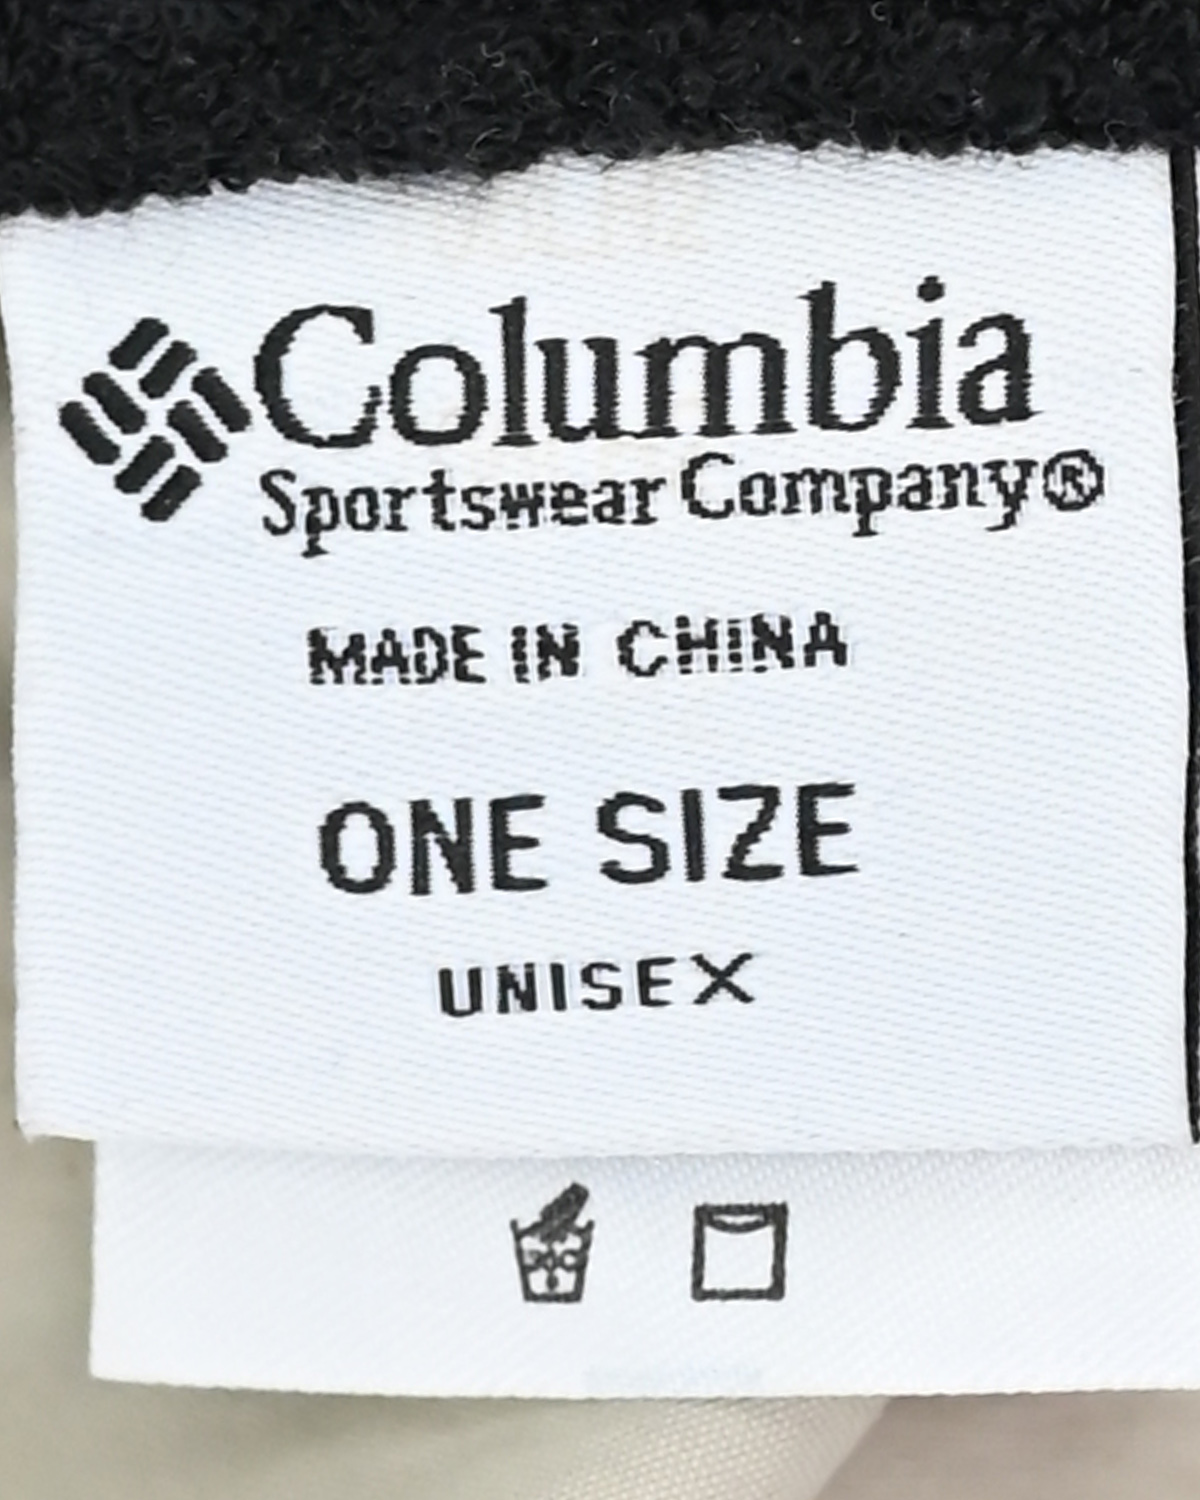 Columbia
Sportswear Company®
MADE IN CHINA
ONE SIZE
UNISEX